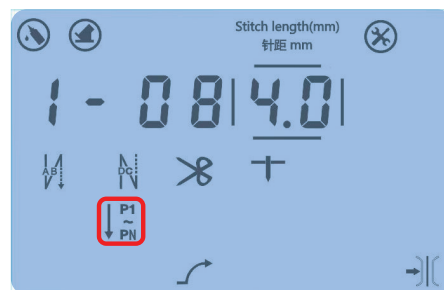 Stitch length(mm)
针距 mm
1-08 4.0
AB DC
P1
~
PN